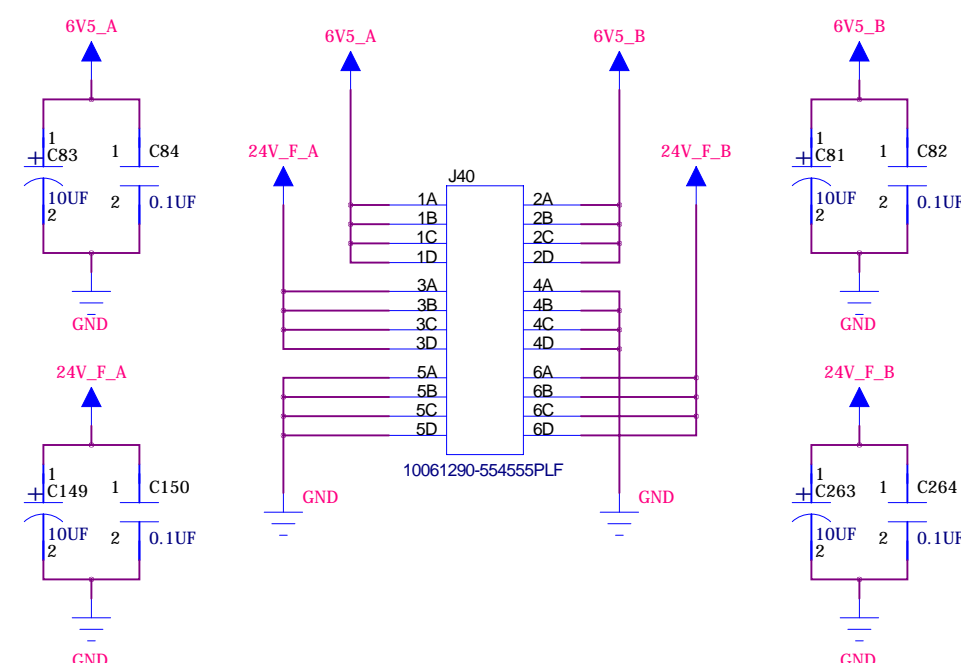 6V5_A
6V5_A
6V5_B
6V5_B
1
C83
10UF
2
1
C84
2
0.1UF
GND
24V_F_A
24V_F_B
J40
1A
1B
1C
1D
3A
3B
3C
3D
5A
5B
5C
5D
2A
2B
2C
2D
4A
4B
4C
4D
6A
6B
6C
6D
10061290-554555PLF
GND
GND
1
C81
10UF
2
1
C82
2
0.1UF
GND
24V_F_A
1
C149
10UF
2
1
C150
2
0.1UF
GND
24V_F_B
1
C263
10UF
2
1
C264
2
0.1UF
GND